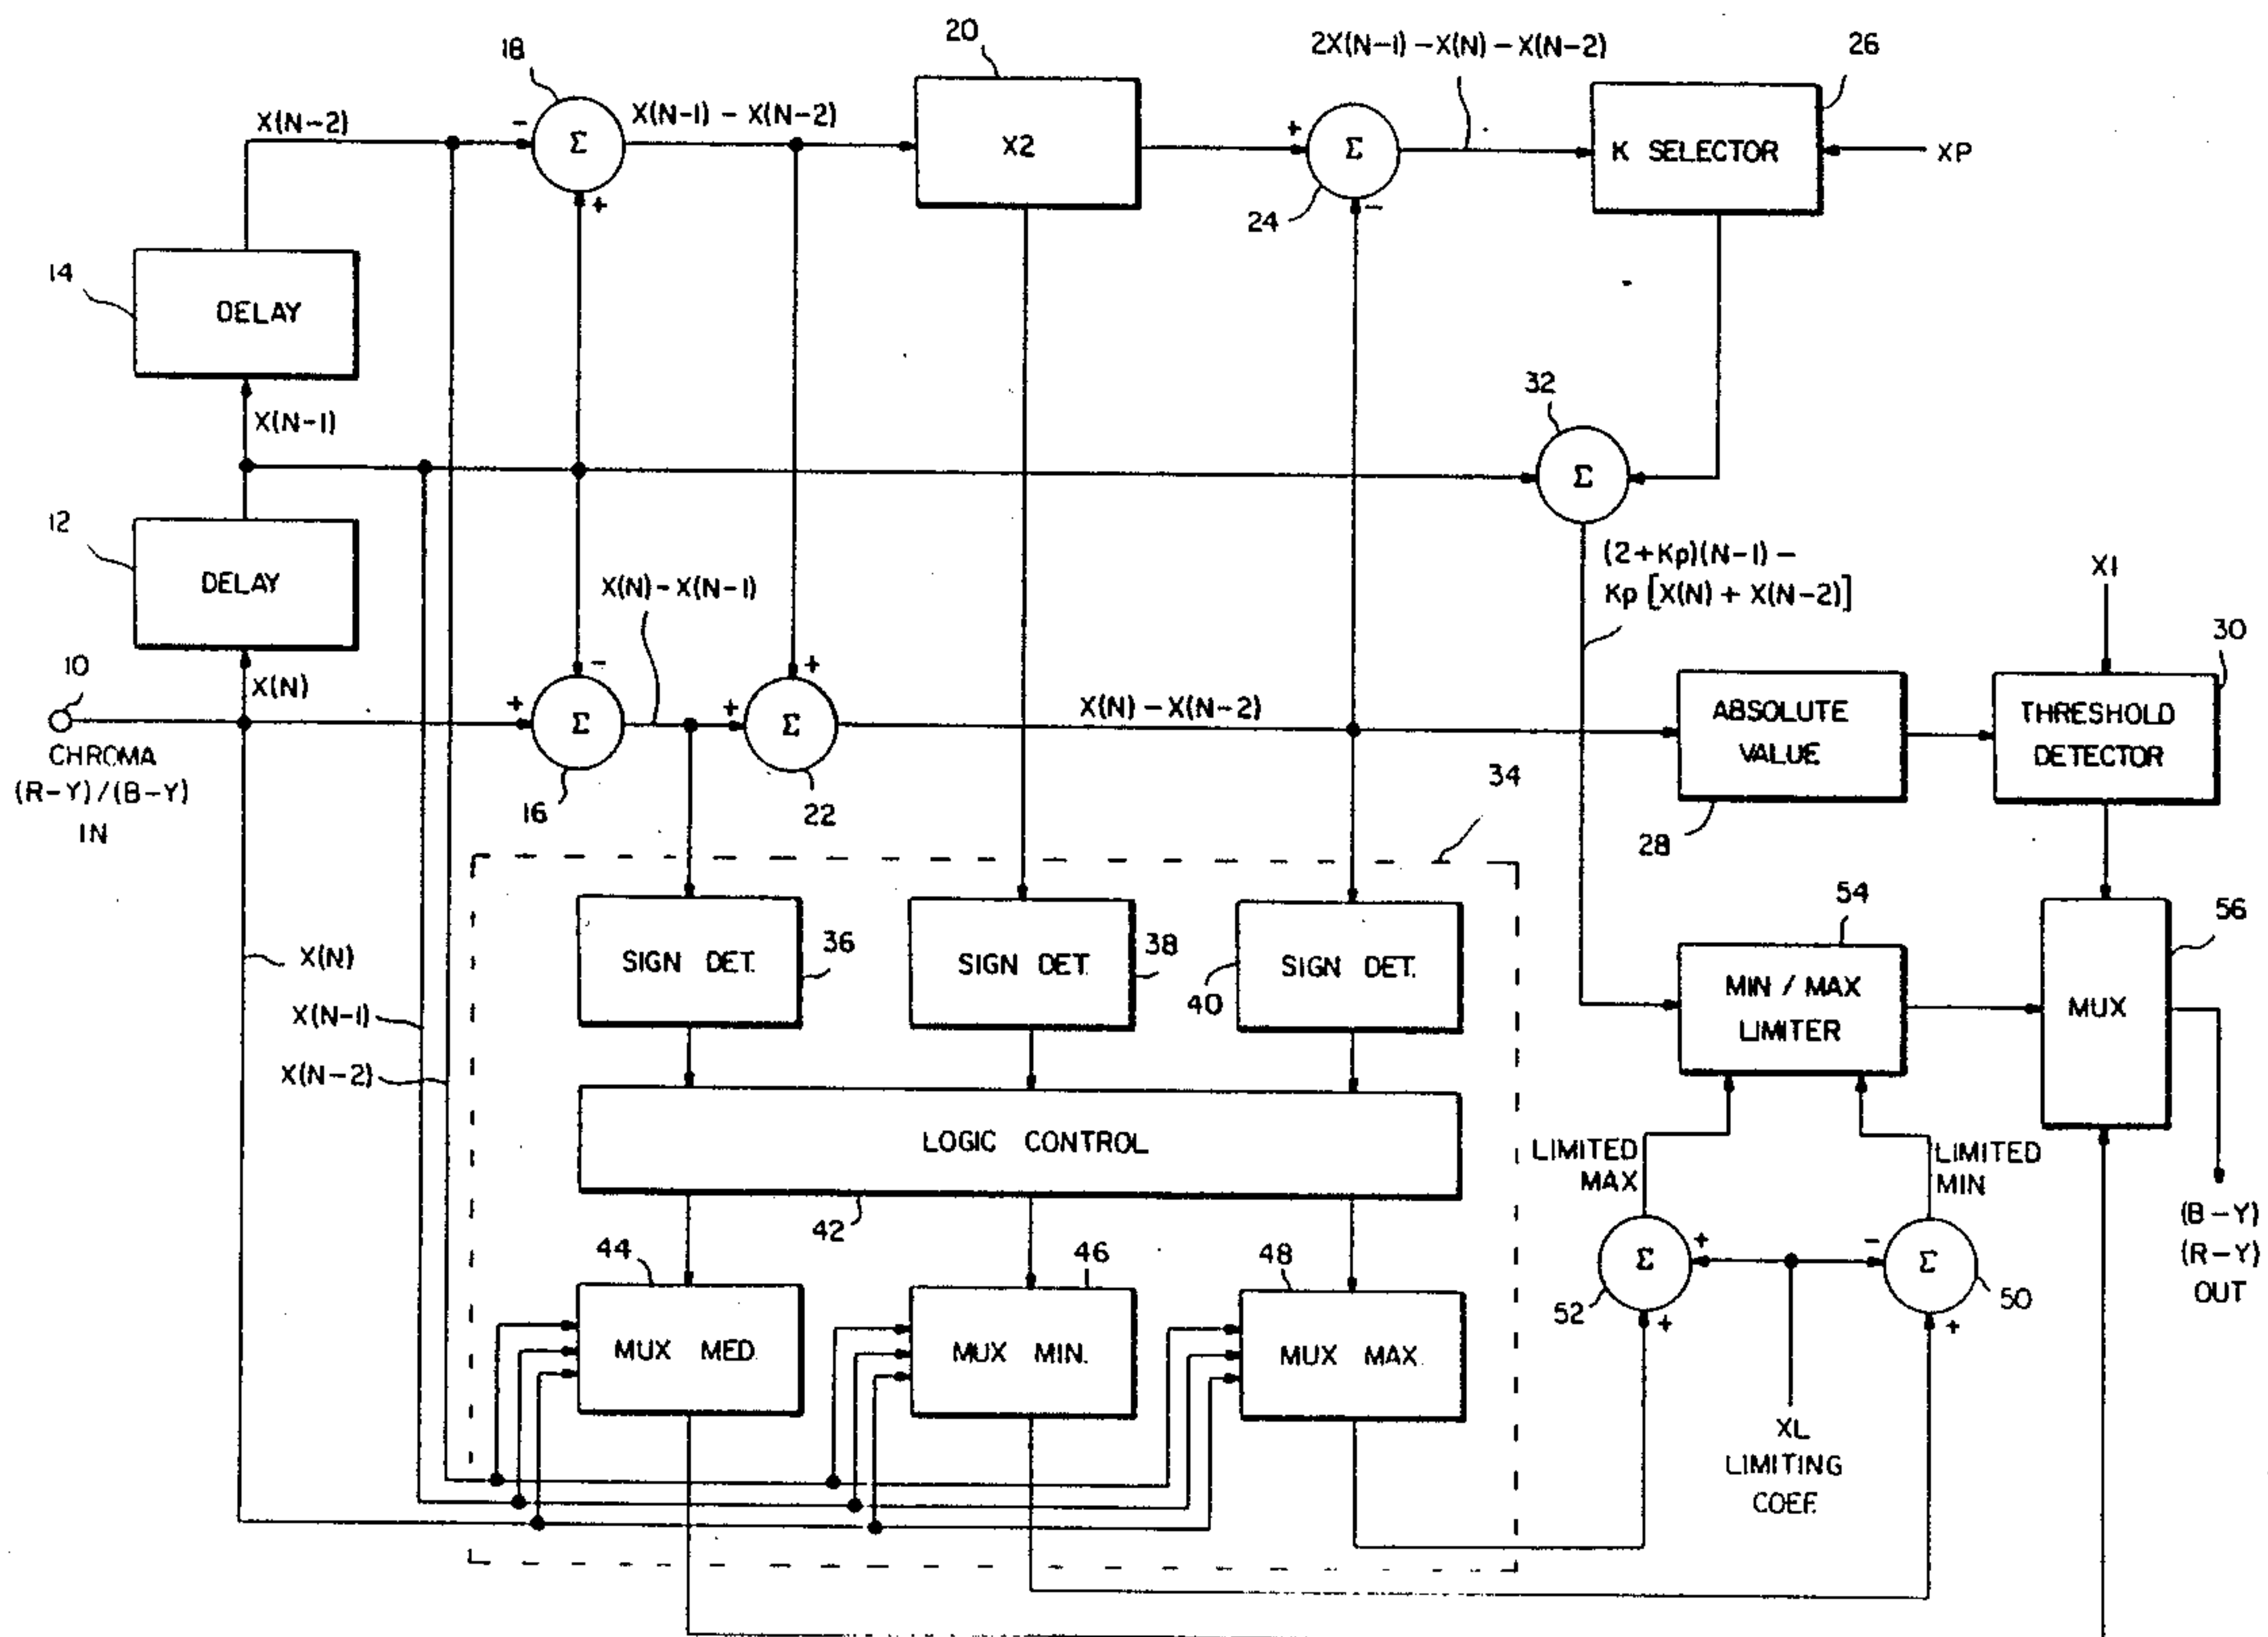 18
20
2X(N-1) -X(N) -X(N-2)
26
X(N-2)
-
Σ
X(N-1) - X(N-2)
X2
+
Σ
K SELECTOR
XP
+
24
-
14
DELAY
32
X(N-1)
Σ
12
DELAY
(2+Kp)(N-1) -
Kp [X(N) + X(N-2)]
X(N) - X(N-1)
X1
30
10
X(N)
-
+
+
Σ
+
Σ
X(N) - X(N-2)
ABSOLUTE
VALUE
THRESHOLD
DETECTOR
CHROMA
(R-Y)/(B-Y)
IN
16
22
34
28
54
56
SIGN DET.
36
SIGN DET.
38
SIGN DET.
40
X(N)
X(N-1)
X(N-2)
MIN / MAX
LIMITER
MUX
LOGIC CONTROL
LIMITED
MAX
LIMITED
MIN
42
(B-Y)
(R-Y)
OUT
44
46
48
Σ
+
-
Σ
52
50
+
+
MUX MED.
MUX MIN.
MUX MAX.
XL
LIMITING
COEF.